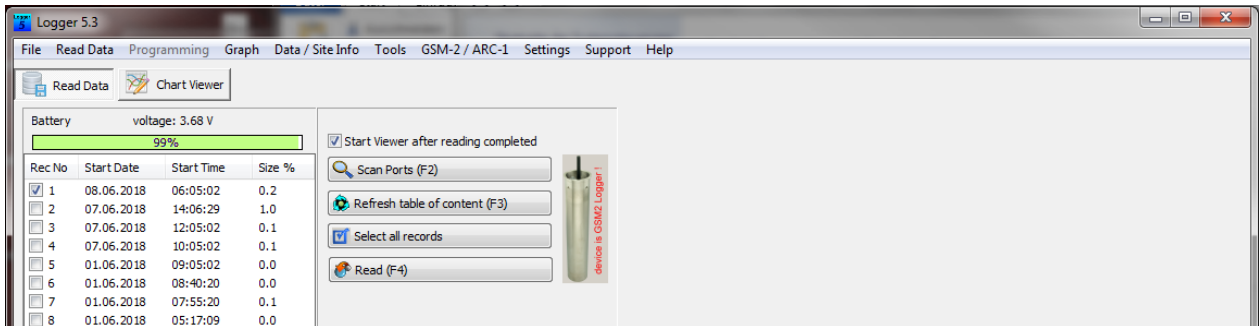 Logger 5.3
File Read Data Programming Graph Data / Site Info Tools GSM-2 / ARC-1 Settings Support Help
Read Data Chart Viewer
Battery voltage: 3.68 V
99%
Rec No Start Date Start Time Size %
1 08.06.2018 06:05:02 0.2
2 07.06.2018 14:06:29 1.0
3 07.06.2018 12:05:02 0.1
4 07.06.2018 10:05:02 0.1
5 01.06.2018 09:05:02 0.0
6 01.06.2018 08:40:20 0.0
7 01.06.2018 07:55:20 0.1
8 01.06.2018 05:17:09 0.0
Start Viewer after reading completed
Scan Ports (F2)
Refresh table of content (F3)
Select all records
Read (F4)
device is GSM2 Logger !